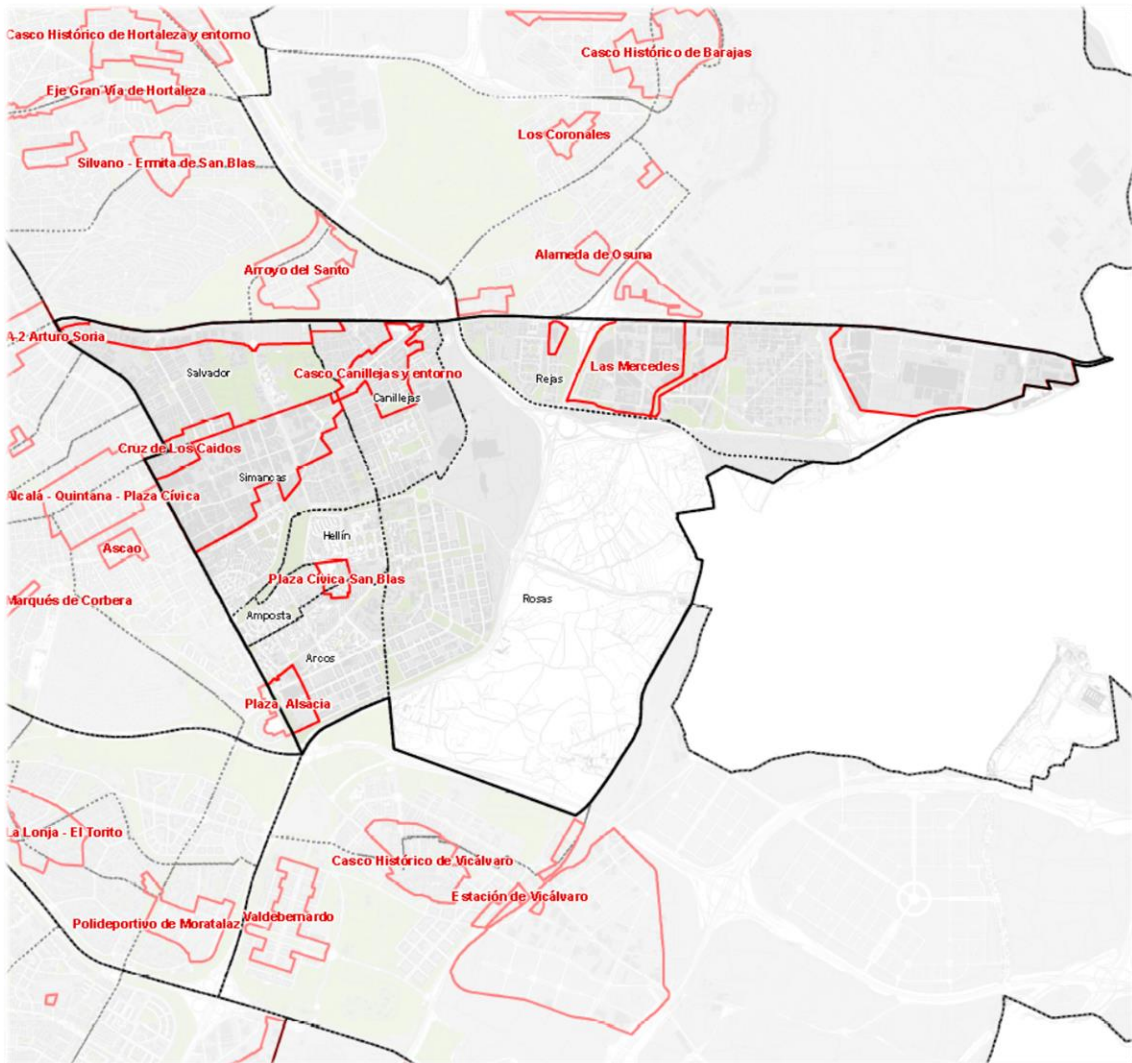 Casco Histórico de Hortaleza y entorno
Casco Histórico de Barajas
Eje Gran Vía de Hortaleza
Los Coronales
Silvano - Ermita de San Blas
Alameda de Osuna
Arroyo del Santo
A-2 Arturo Soria
Salvador
Casco Canillejas y entorno
Rejas
Las Mercedes
Canillejas
Cruz de Los Caidos
Simancas
Alcalá - Quintana - Plaza Cívica
Hellín
Ascao
Plaza Cívica San Blas
Marqués de Corbera
Rosas
Amposta
Arcos
Plaza Alsacia
La Lonja - El Torito
Casco Histórico de Vicálvaro
Estación de Vicálvaro
Polideportivo de Moratalaz
Valdebernardo